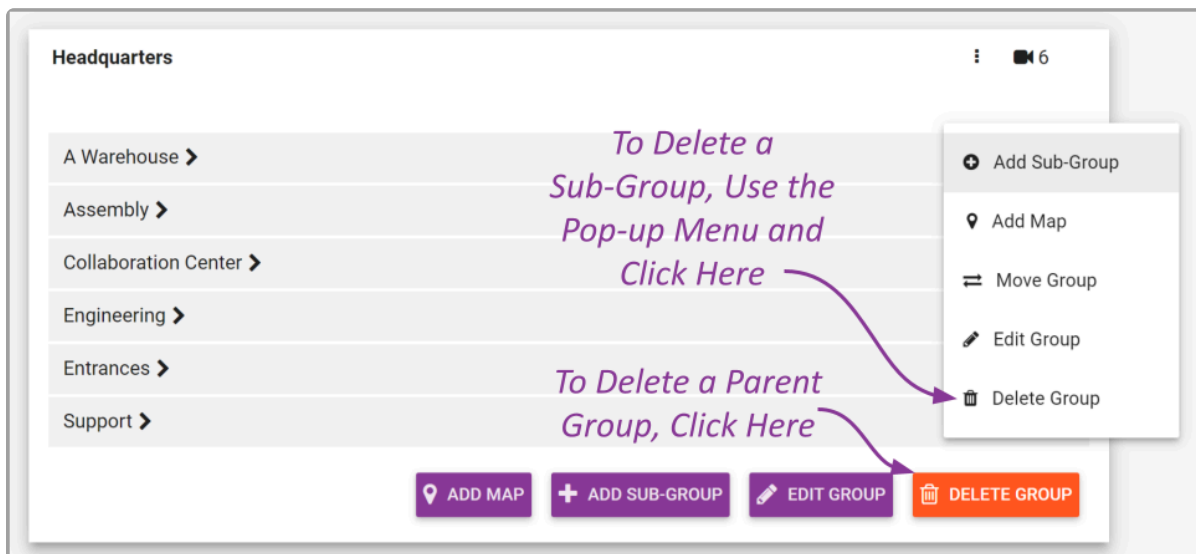 Headquarters
6
A Warehouse
Assembly
Collaboration Center
Engineering
Entrances
Support
To Delete a
Sub-Group, Use the
Pop-up Menu and
Click Here
To Delete a Parent
Group, Click Here
Add Sub-Group
Add Map
Move Group
Edit Group
Delete Group
ADD MAP
ADD SUB-GROUP
EDIT GROUP
DELETE GROUP